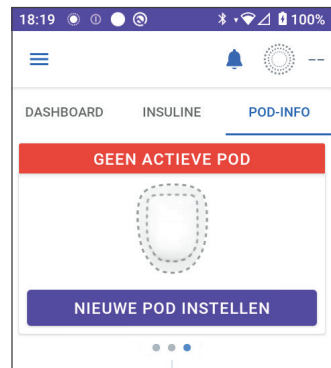 18:19 100%
--
DASHBOARD INSULINE POD-INFO
GEEN ACTIEVE POD
NIEUWE POD INSTELLEN